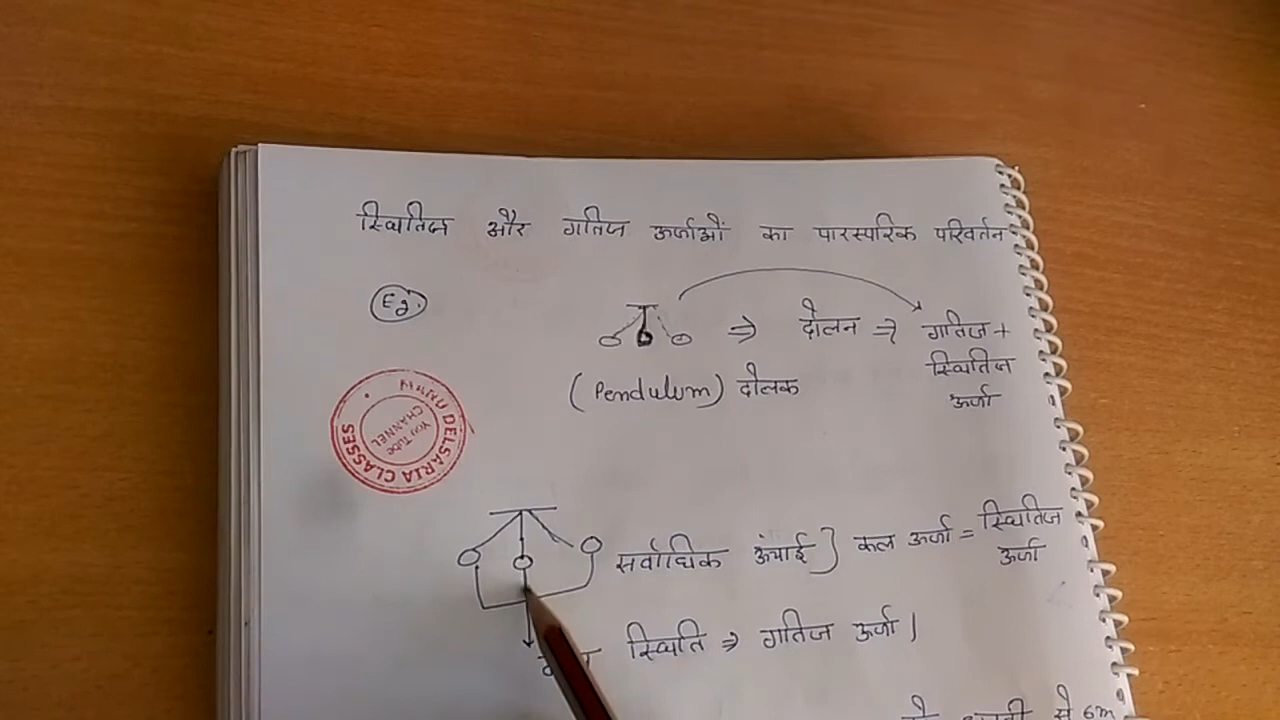 स्थितिज और गतिज ऊर्जाओं का पारस्परिक परिवर्तन
Eg.
⇒ दोलन ⇒ गतिज +
स्थितिज
ऊर्जा
(Pendulum) दोलक
MANU DELSARIA CLASSES
YOU TUBE
CHANNEL
सर्वाधिक ऊंचाई } कुल ऊर्जा = स्थितिज
ऊर्जा
स्थिति ⇒ गतिज ऊर्जा।
से 6m